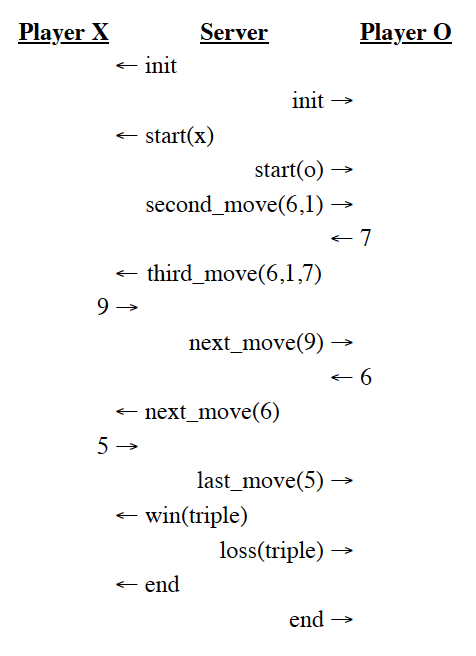 Player X Server Player O
← init
init →
← start(x)
start(o) →
second_move(6,1) →
← 7
← third_move(6,1,7)
9 →
next_move(9) →
← 6
← next_move(6)
5 →
last_move(5) →
← win(triple)
loss(triple) →
← end
end →